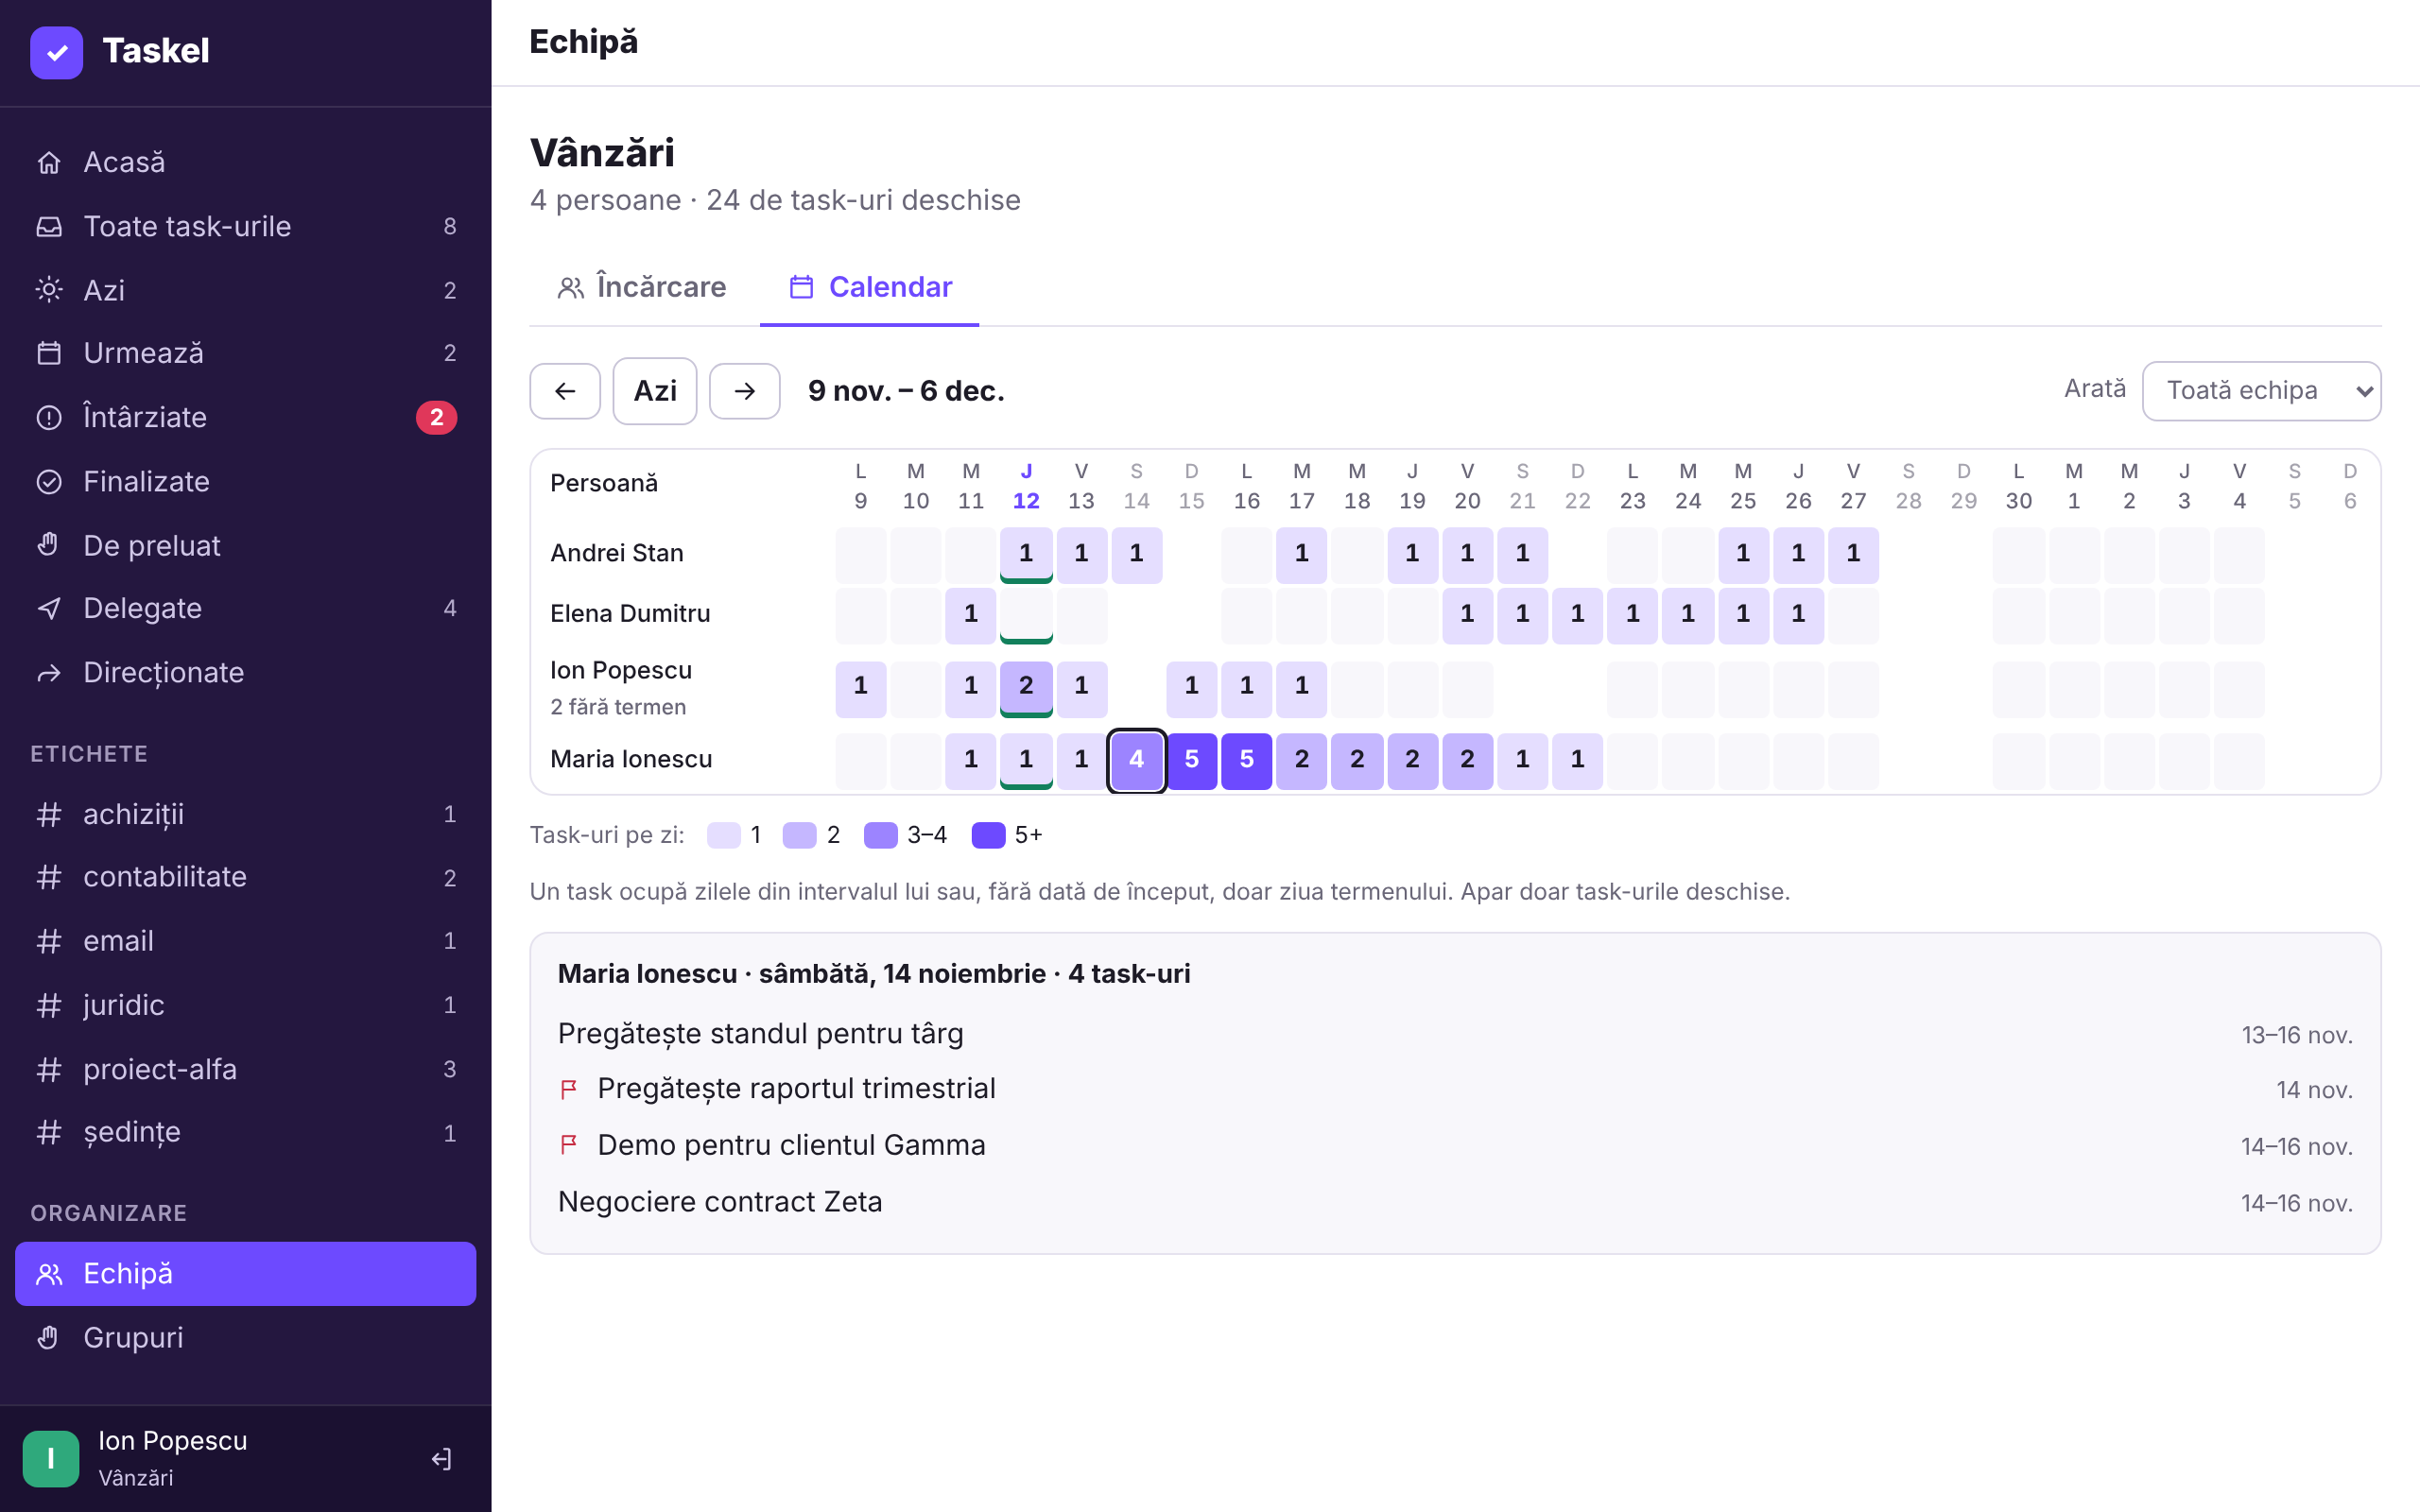 Taskel
Acasă
Toate task-urile 8
Azi 2
Urmează 2
Întârziate 2
Finalizate
De preluat
Delegate 4
Direcționate
ETICHETE
achiziții 1
contabilitate 2
email 1
juridic 1
proiect-alfa 3
ședințe 1
ORGANIZARE
Echipă
Grupuri
I
Ion Popescu
Vânzări
Echipă
Vânzări
4 persoane · 24 de task-uri deschise
Încărcare Calendar
← Azi → 9 nov. – 6 dec.
Arată Toată echipa
Persoană
L M M J V S D L M M J V S D L M M J V S D L M M J V S D
9 10 11 12 13 14 15 16 17 18 19 20 21 22 23 24 25 26 27 28 29 30 1 2 3 4 5 6
Andrei Stan 1 1 1 1 1 1 1 1 1 1
Elena Dumitru 1 1 1 1 1 1 1 1
Ion Popescu 1 1 2 1 1 1 1
2 fără termen
Maria Ionescu 1 1 1 4 5 5 2 2 2 2 1 1
Task-uri pe zi: 1 2 3–4 5+
Un task ocupă zilele din intervalul lui sau, fără dată de început, doar ziua termenului. Apar doar task-urile deschise.
Maria Ionescu · sâmbătă, 14 noiembrie · 4 task-uri
Pregătește standul pentru târg 13–16 nov.
Pregătește raportul trimestrial 14 nov.
Demo pentru clientul Gamma 14–16 nov.
Negociere contract Zeta 14–16 nov.